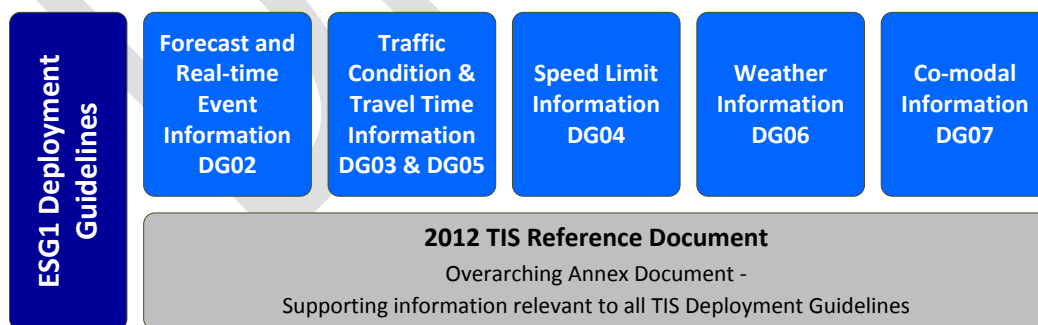 ESG1 Deployment
Guidelines
Forecast and
Real-time
Event
Information
DG02
Traffic
Condition &
Travel Time
Information
DG03 & DG05
Speed Limit
Information
DG04
Weather
Information
DG06
Co-modal
Information
DG07
2012 TIS Reference Document
Overarching Annex Document -
Supporting information relevant to all TIS Deployment Guidelines